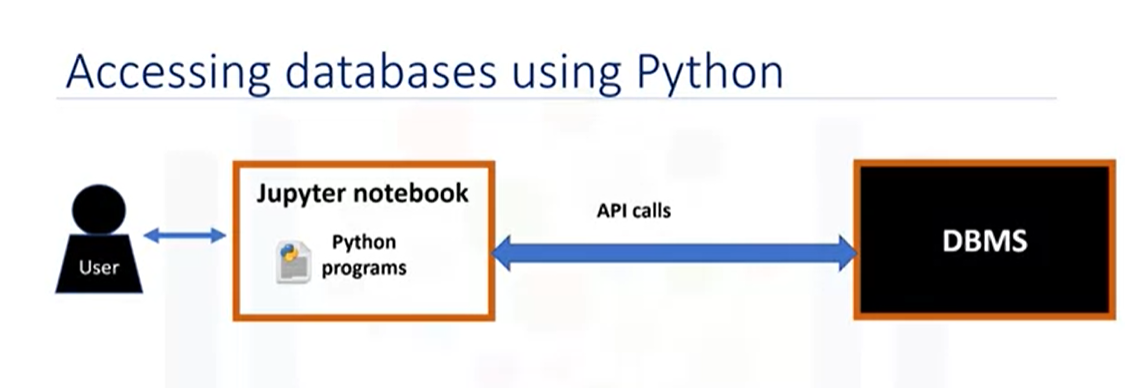 Accessing databases using Python
User
Jupyter notebook
Python
programs
API calls
DBMS